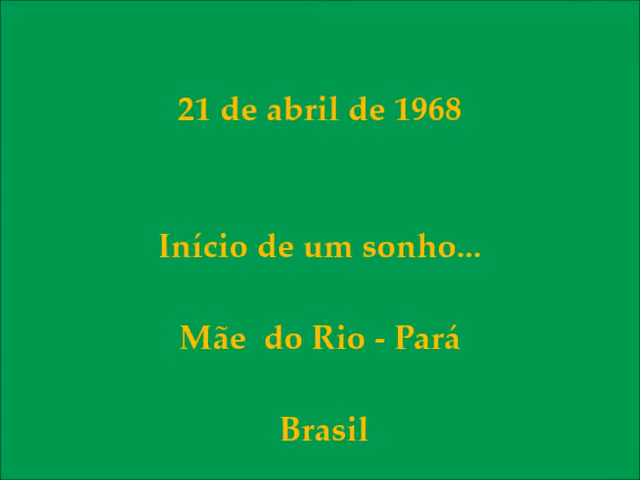 21 de abril de 1968
Início de um sonho...
Mãe do Rio - Pará
Brasil